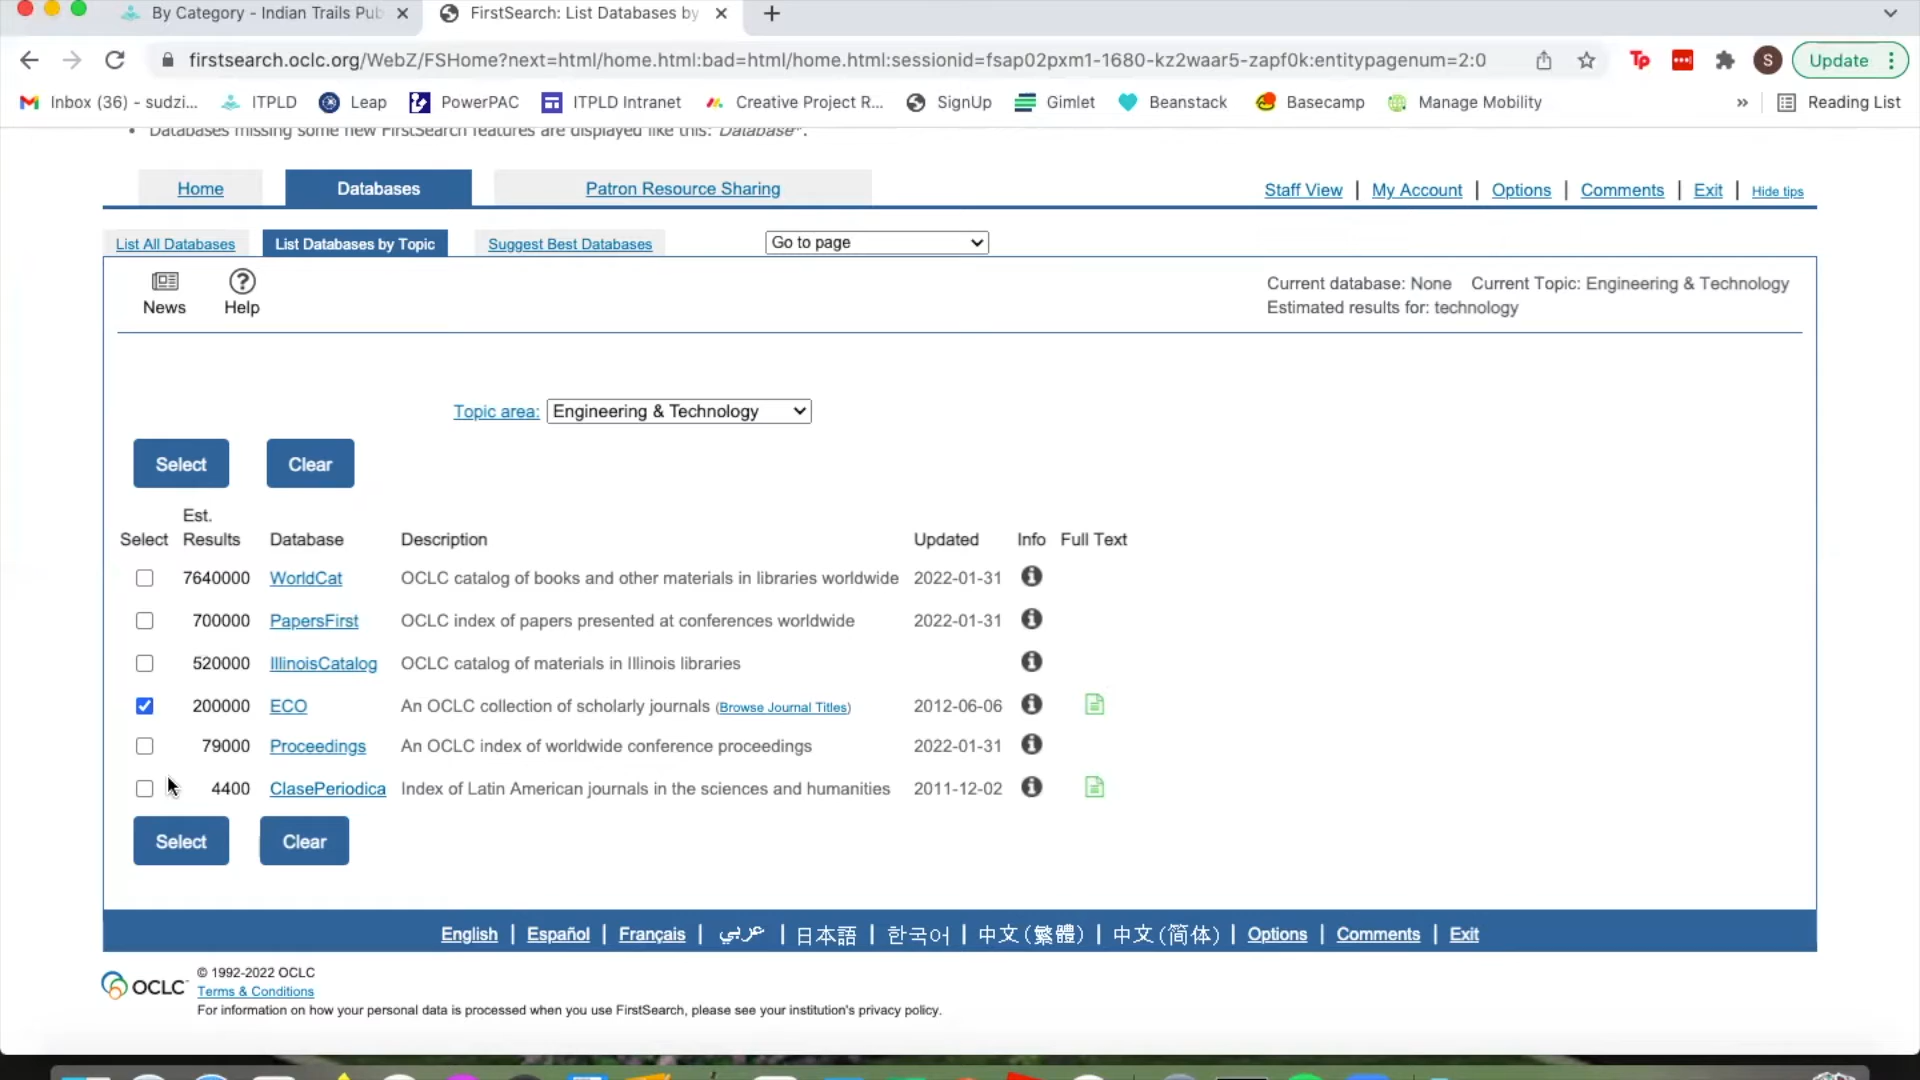 By Category - Indian Trails Pub
FirstSearch: List Databases by
firstsearch.oclc.org/WebZ/FSHome?next=html/home.html:bad=html/home.html:sessionid=fsap02pxm1-1680-kz2waar5-zapf0k:entitypagenum=2:0
Tp
S
Update
Inbox (36) - sudzi...
ITPLD
Leap
PowerPAC
ITPLD Intranet
Creative Project R...
SignUp
Gimlet
Beanstack
Basecamp
Manage Mobility
»
Reading List
• Databases missing some new FirstSearch features are displayed like this: Database*.
Home
Databases
Patron Resource Sharing
Staff View | My Account | Options | Comments | Exit | Hide tips
List All Databases
List Databases by Topic
Suggest Best Databases
Go to page
News
Help
Current database: None Current Topic: Engineering & Technology
Estimated results for: technology
Topic area: Engineering & Technology
Select
Clear
Select Est. Results Database Description Updated Info Full Text
7640000 WorldCat OCLC catalog of books and other materials in libraries worldwide 2022-01-31
700000 PapersFirst OCLC index of papers presented at conferences worldwide 2022-01-31
520000 IllinoisCatalog OCLC catalog of materials in Illinois libraries
200000 ECO An OCLC collection of scholarly journals (Browse Journal Titles) 2012-06-06
79000 Proceedings An OCLC index of worldwide conference proceedings 2022-01-31
4400 ClasePeriodica Index of Latin American journals in the sciences and humanities 2011-12-02
Select
Clear
English | Español | Français | عربي | 日本語 | 한국어 | 中文(繁體) | 中文(简体) | Options | Comments | Exit
OCLC
© 1992-2022 OCLC
Terms & Conditions
For information on how your personal data is processed when you use FirstSearch, please see your institution's privacy policy.